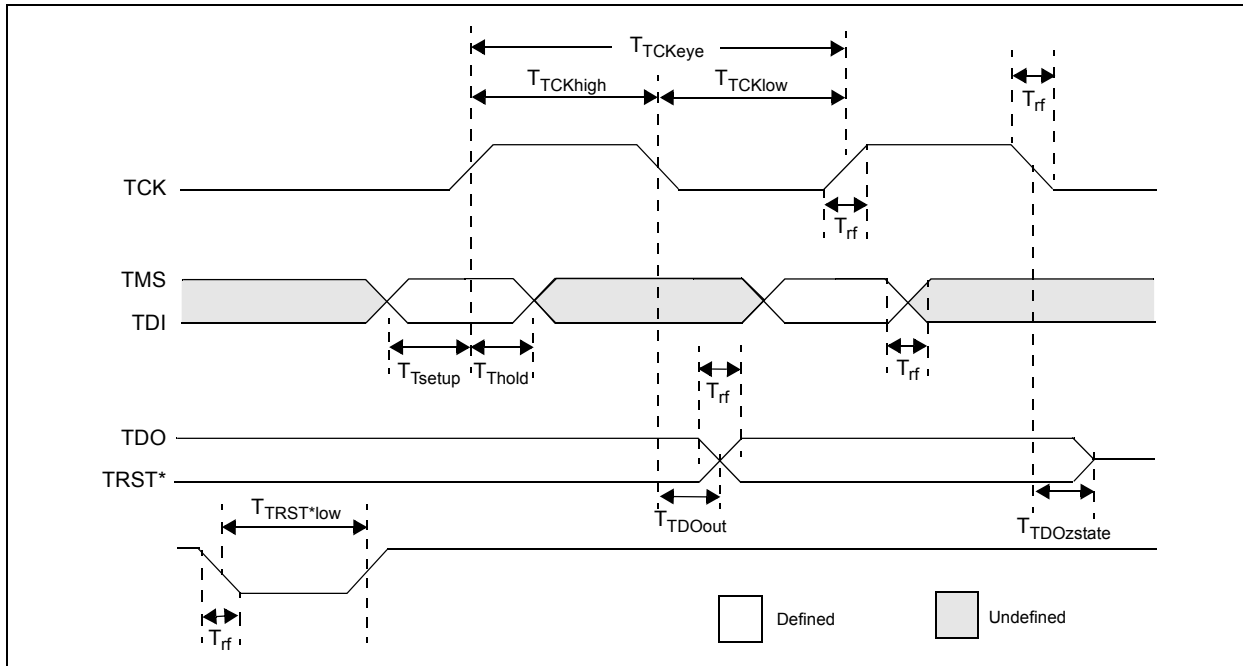 TTCKeye
TTCKhigh
TTCKlow
Trf
TCK
Trf
TMS
TDI
TTsetup
TThold
Trf
Trf
TDO
TRST*
TTRST*low
TTDOout
TTDOzstate
Trf
Defined
Undefined